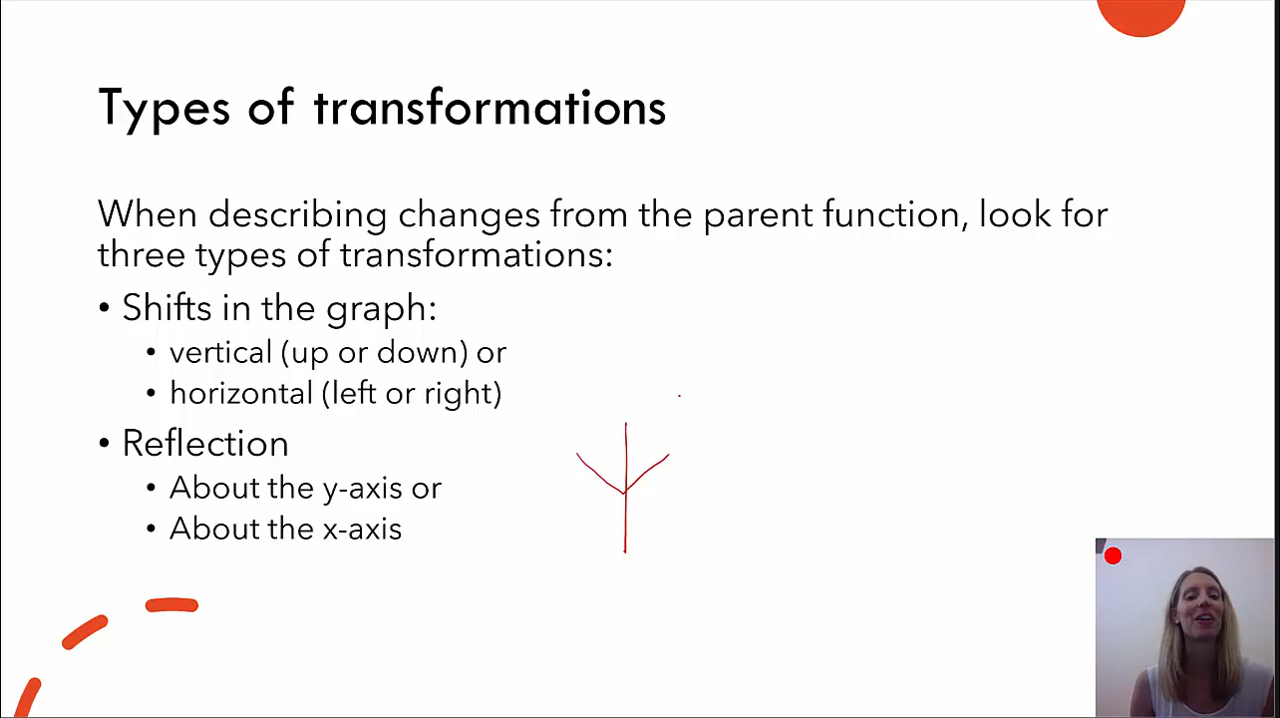 Types of transformations
When describing changes from the parent function, look for
three types of transformations:
• Shifts in the graph:
• vertical (up or down) or
• horizontal (left or right)
• Reflection
• About the y-axis or
• About the x-axis